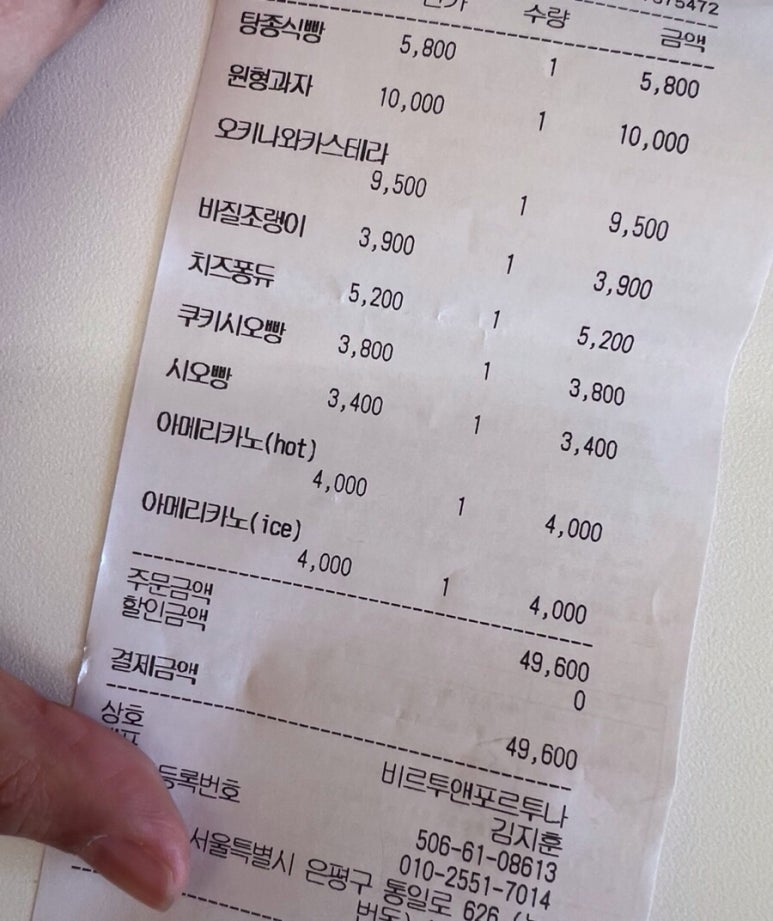 수량 금액
탕종식빵 5,800 1 5,800
원형과자 10,000 1 10,000
오키나와카스테라
9,500 1 9,500
바질조랭이 3,900 1 3,900
치즈퐁듀 5,200 1 5,200
쿠키시오빵 3,800 1 3,800
시오빵 3,400 1 3,400
아메리카노(hot)
4,000 1 4,000
아메리카노(ice)
4,000 1 4,000
주문금액 49,600
할인금액 0
결제금액 49,600
상호 비르투앤포르투나
김지훈
등록번호 506-61-08613
010-2551-7014
서울특별시 은평구 통일로 626